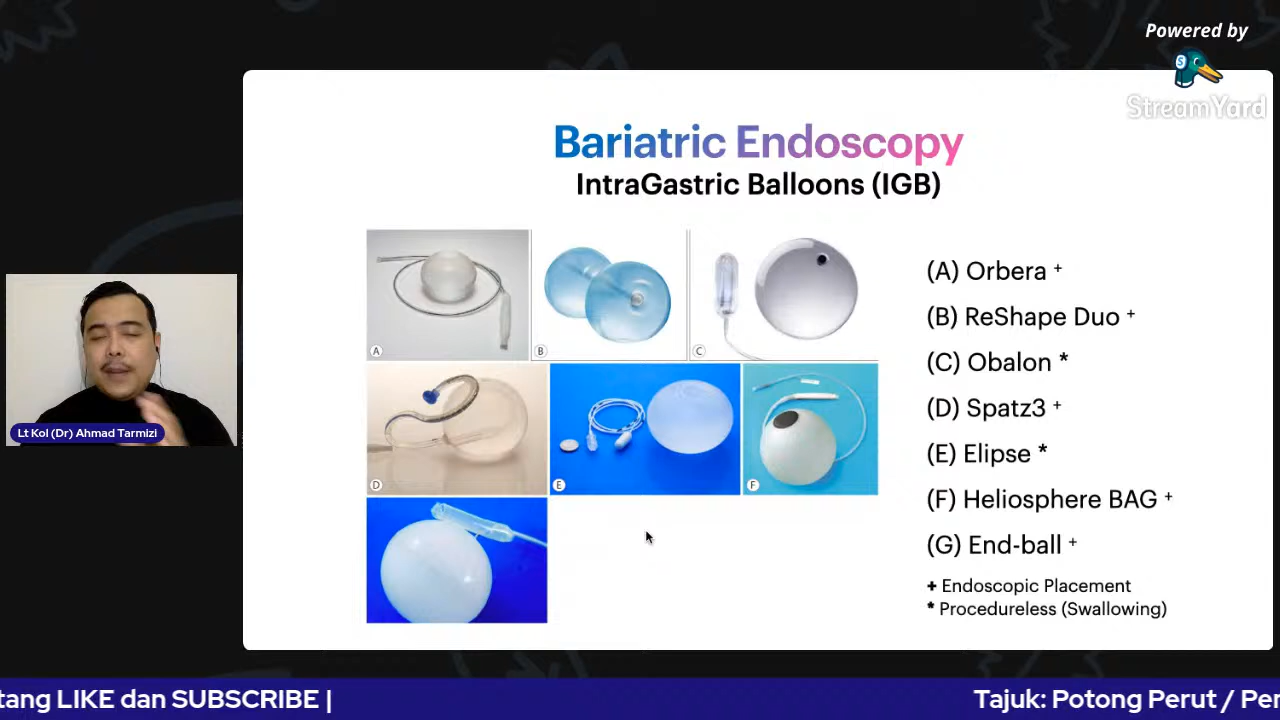 Powered by
StreamYard
Bariatric Endoscopy
IntraGastric Balloons (IGB)
A
B
C
D
E
F
(A) Orbera +
(B) ReShape Duo +
(C) Obalon *
(D) Spatz3 +
(E) Elipse *
(F) Heliosphere BAG +
(G) End-ball +
+ Endoscopic Placement
* Procedureless (Swallowing)
Lt Kol (Dr) Ahmad Tarmizi
tang LIKE dan SUBSCRIBE | Tajuk: Potong Perut / Per